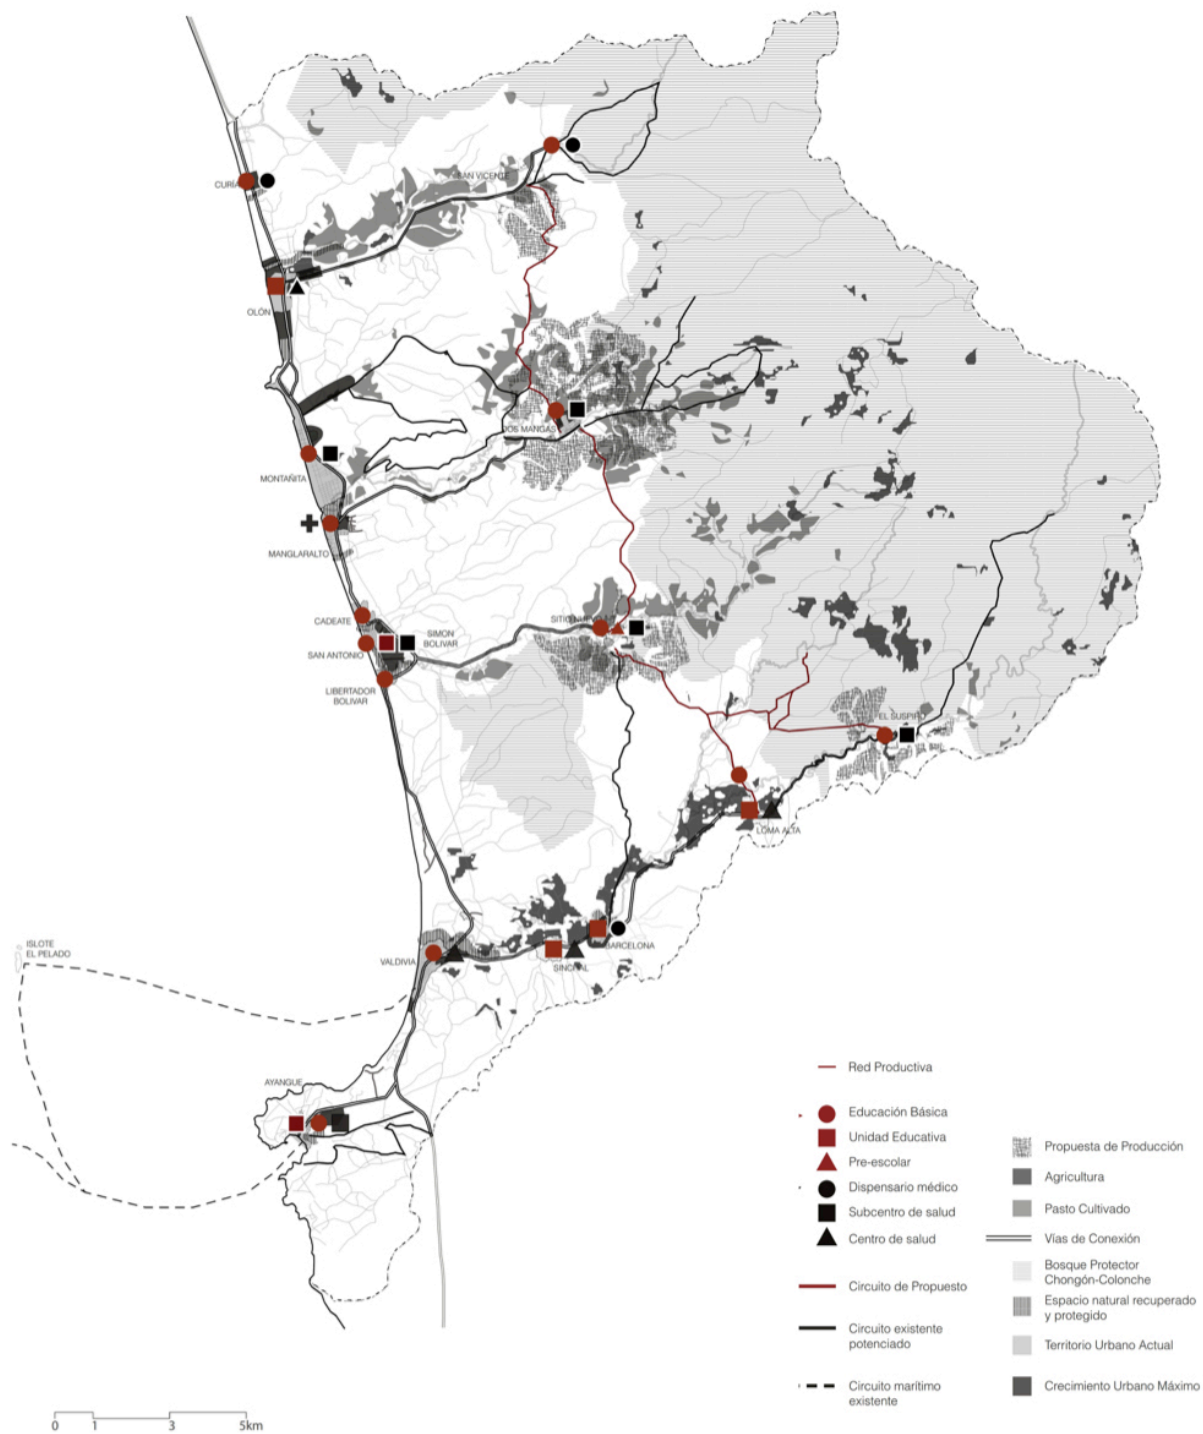 SAN VICENTE
CURÍA
OLÓN
DOS MANGAS
MONTAÑITA
MANGLARALTO
CADEATE
SIMON
BOLIVAR
SAN ANTONIO
LIBERTADOR
BOLIVAR
EL SUSPIRO
LOMA ALTA
BARCELONA
SINCHAL
VALDIVIA
ISLOTE
EL PELADO
AYANGUE
Red Productiva
Educación Básica
Unidad Educativa
Pre-escolar
Dispensario médico
Subcentro de salud
Centro de salud
Circuito de Propuesto
Circuito existente
potenciado
Circuito marítimo
existente
Propuesta de Producción
Agricultura
Pasto Cultivado
Vías de Conexión
Bosque Protector
Chongón-Colonche
Espacio natural recuperado
y protegido
Territorio Urbano Actual
Crecimiento Urbano Máximo
0 1 3 5km